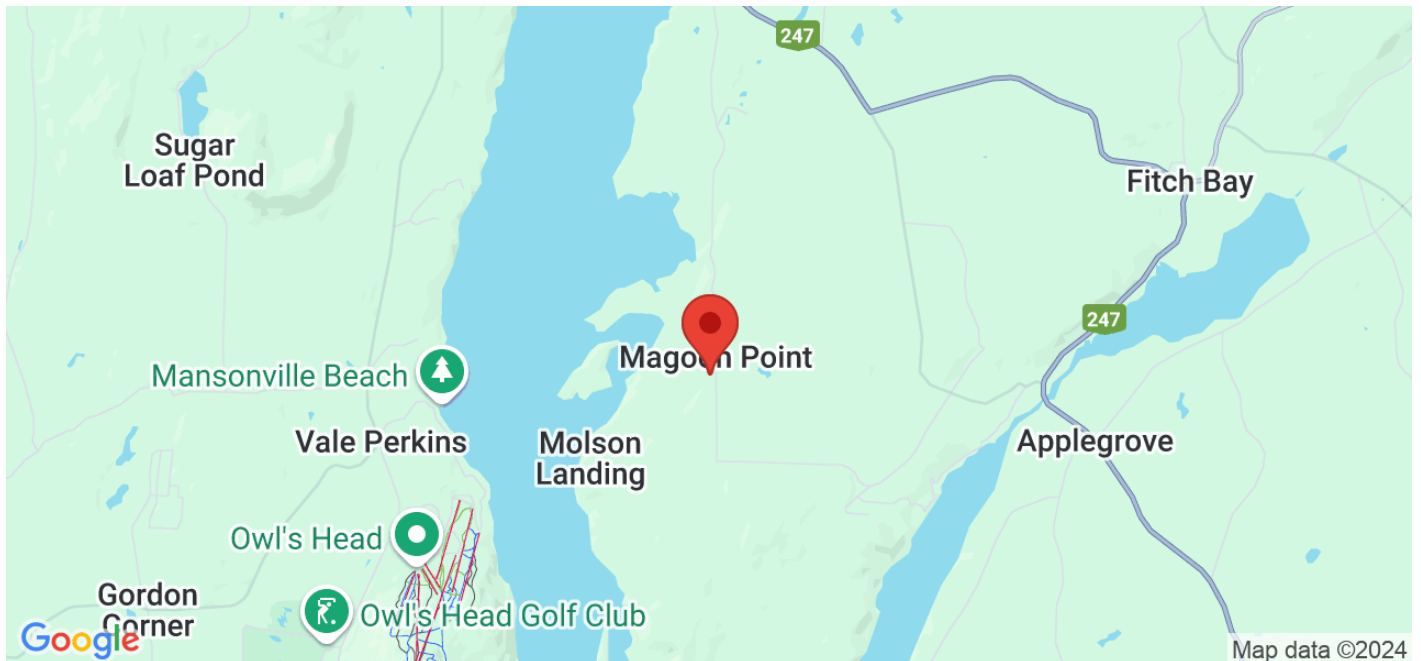 247
Sugar
Loaf Pond
Fitch Bay
247
Magoon Point
Mansonville Beach
Vale Perkins
Molson
Landing
Applegrove
Owl's Head
Gordon
Corner
Owl's Head Golf Club
Google
Map data ©2024